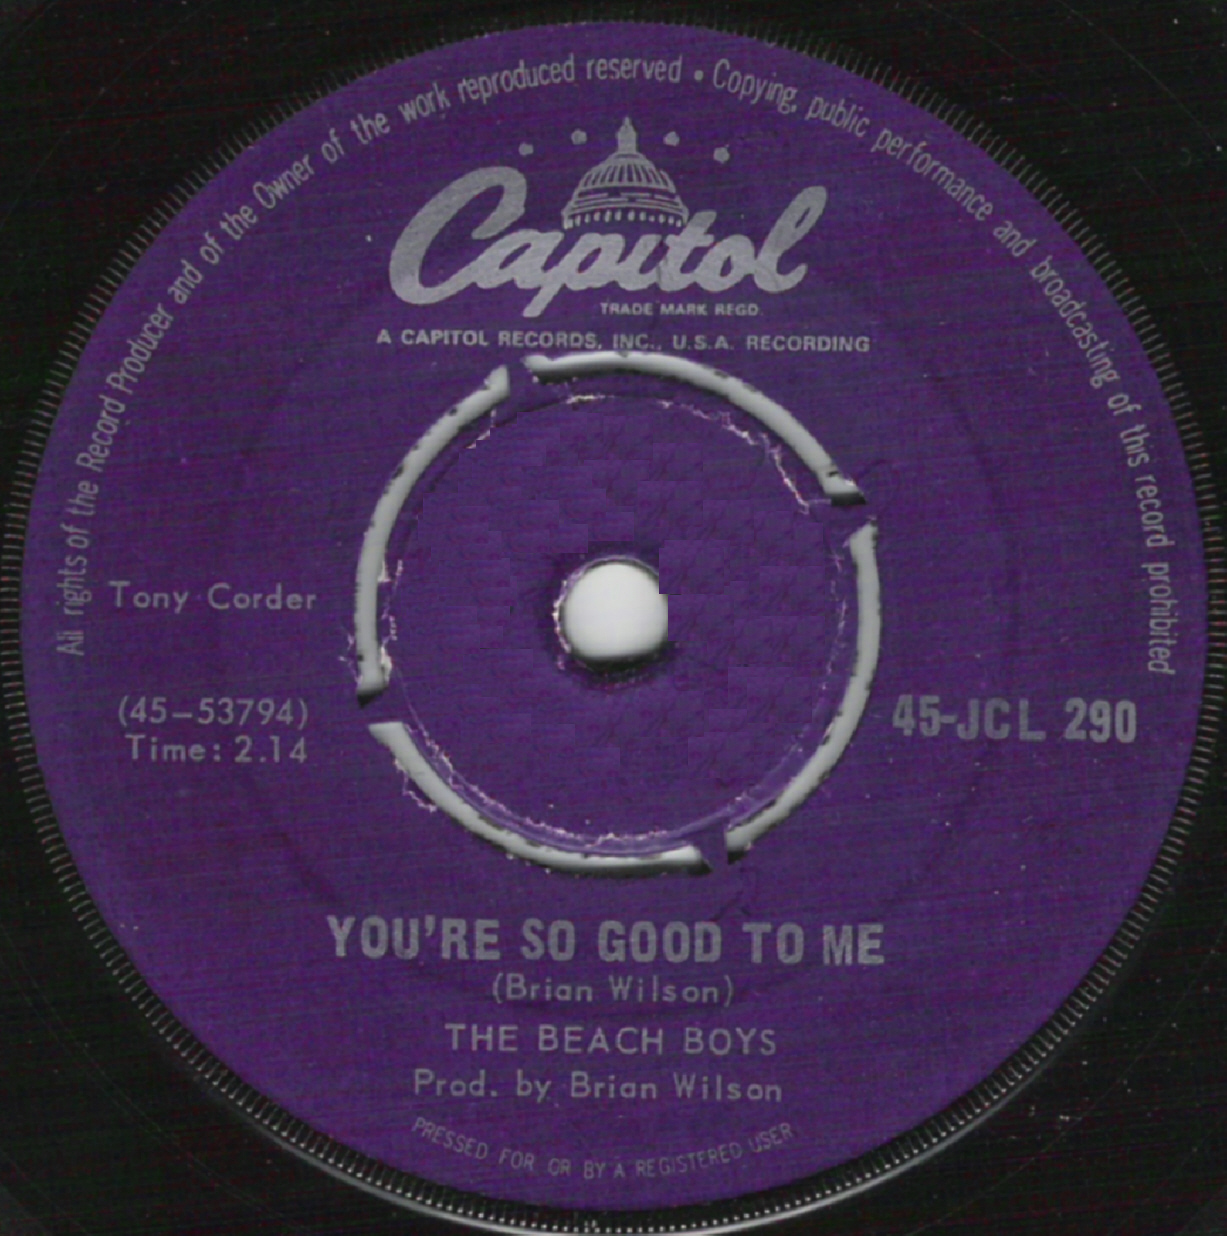 All rights of the Record Producer and of the Owner of the work reproduced reserved • Copying, public performance and broadcasting of this record prohibited
Capitol
TRADE MARK REGD.
A CAPITOL RECORDS, INC., U.S.A. RECORDING
Tony Corder
(45-53794)
Time: 2.14
45-JCL 290
YOU'RE SO GOOD TO ME
(Brian Wilson)
THE BEACH BOYS
Prod. by Brian Wilson
PRESSED FOR OR BY A REGISTERED USER